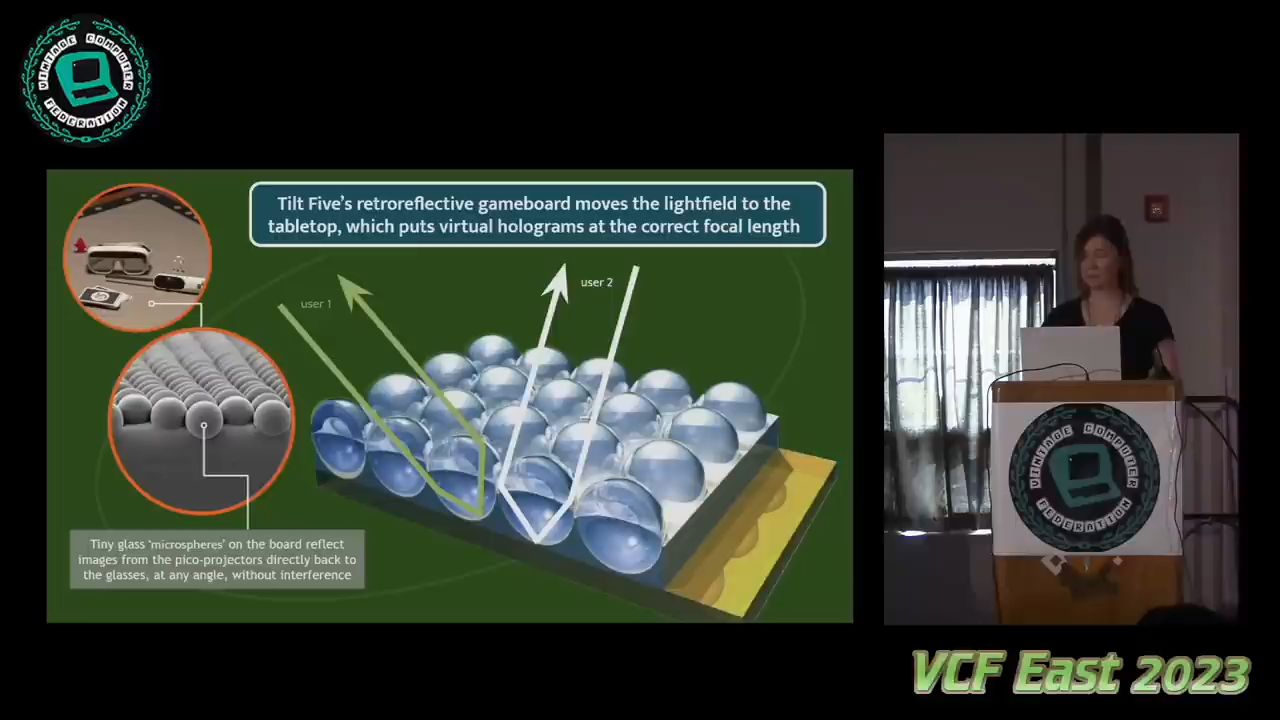 VINTAGE COMPUTER
FEDERATION
Tilt Five's retroreflective gameboard moves the lightfield to the
tabletop, which puts virtual holograms at the correct focal length
user 1
user 2
Tiny glass 'microspheres' on the board reflect
images from the pico-projectors directly back to
the glasses, at any angle, without interference
VINTAGE COMPUTER
FEDERATION
VCF East 2023